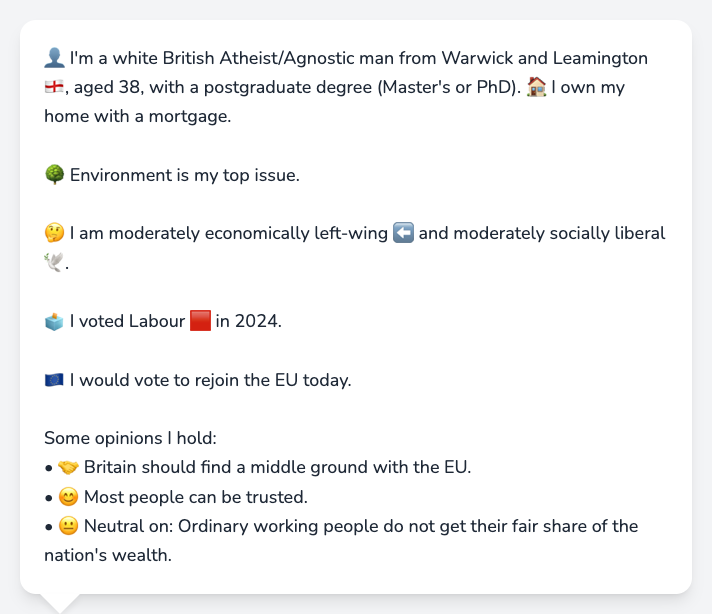 👤 I'm a white British Atheist/Agnostic man from Warwick and Leamington
🏴󠁧󠁢󠁥󠁮󠁧󠁿, aged 38, with a postgraduate degree (Master's or PhD). 🏠 I own my
home with a mortgage.
🌳 Environment is my top issue.
🤔 I am moderately economically left-wing ⬅️ and moderately socially liberal
🕊️.
🗳️ I voted Labour 🟥 in 2024.
🇪🇺 I would vote to rejoin the EU today.
Some opinions I hold:
• 🤝 Britain should find a middle ground with the EU.
• 😊 Most people can be trusted.
• 😐 Neutral on: Ordinary working people do not get their fair share of the
nation's wealth.